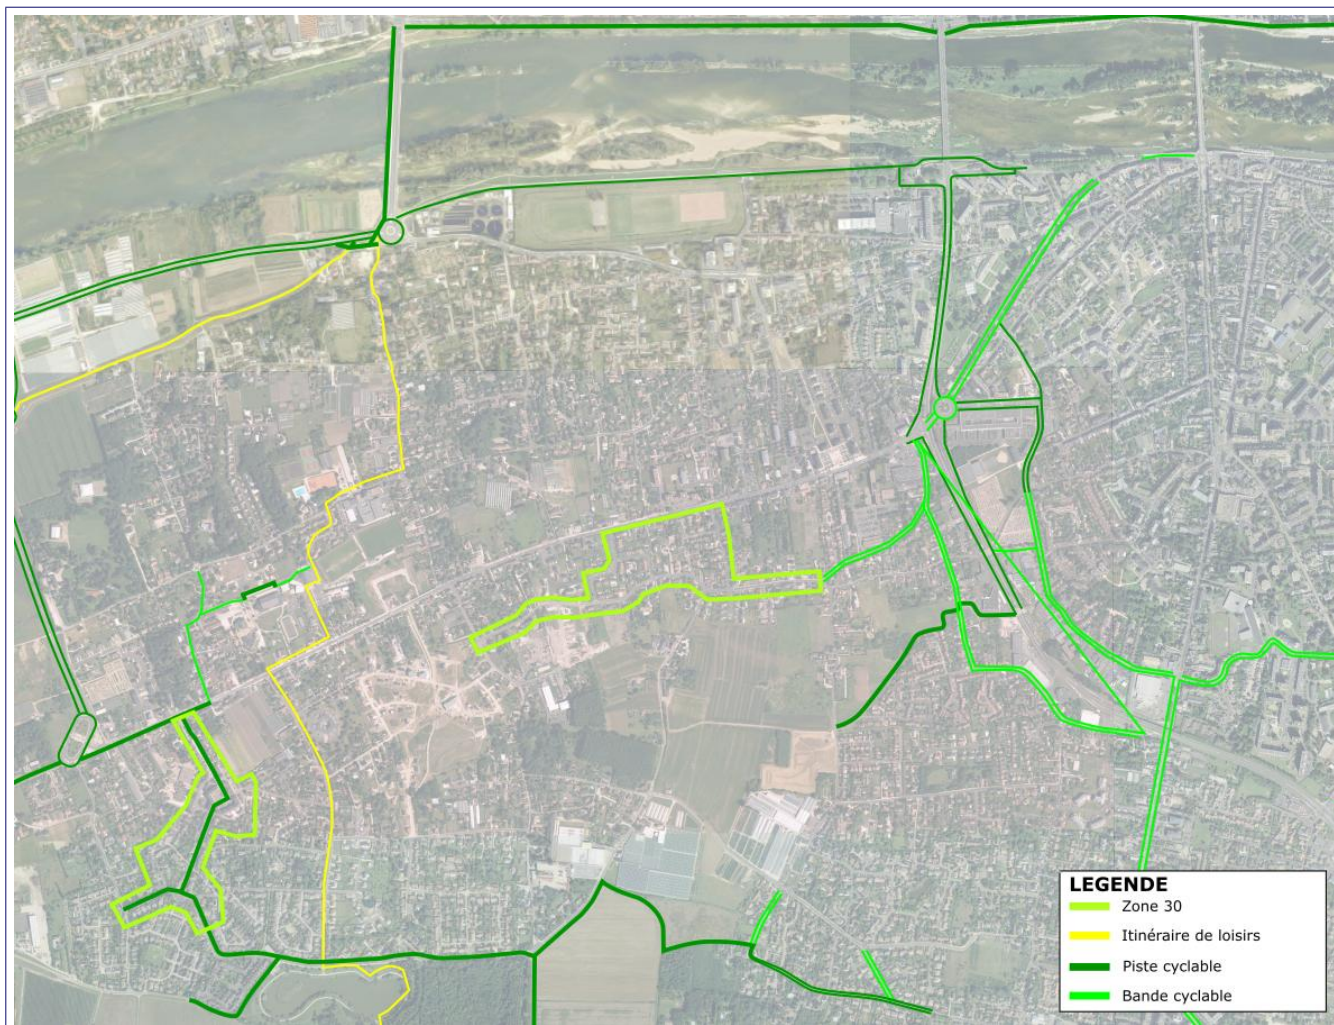 LEGENDE
Zone 30
Itinéraire de loisirs
Piste cyclable
Bande cyclable